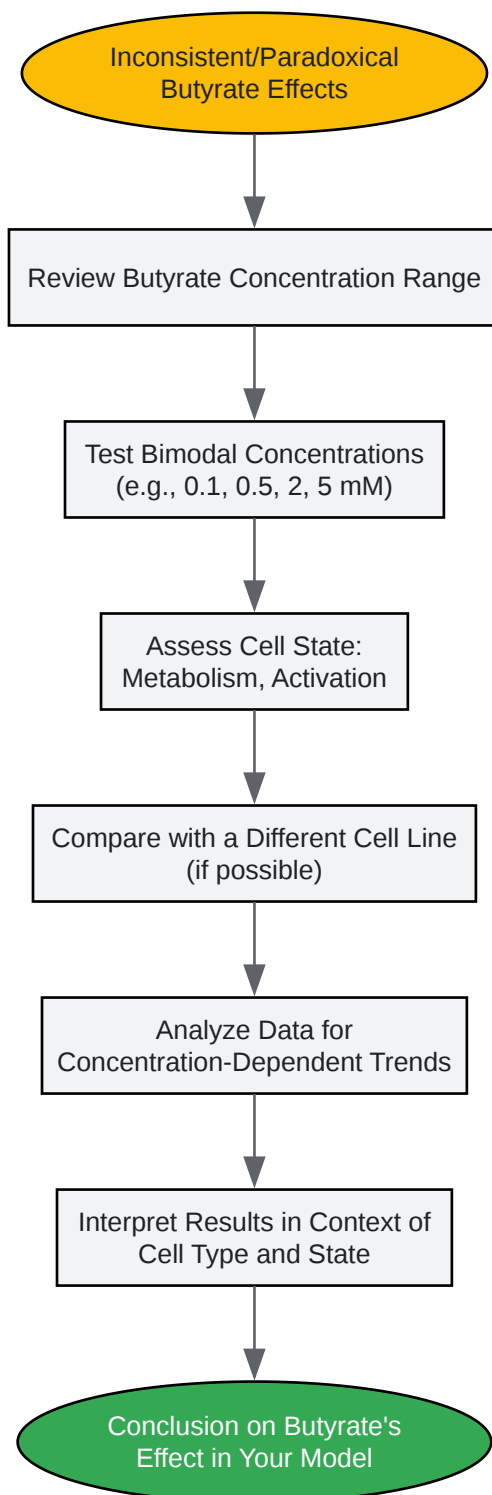 Inconsistent/Paradoxical
Butyrate Effects
Review Butyrate Concentration Range
Test Bimodal Concentrations
(e.g., 0.1, 0.5, 2, 5 mM)
Assess Cell State:
Metabolism, Activation
Compare with a Different Cell Line
(if possible)
Analyze Data for
Concentration-Dependent Trends
Interpret Results in Context of
Cell Type and State
Conclusion on Butyrate's
Effect in Your Model